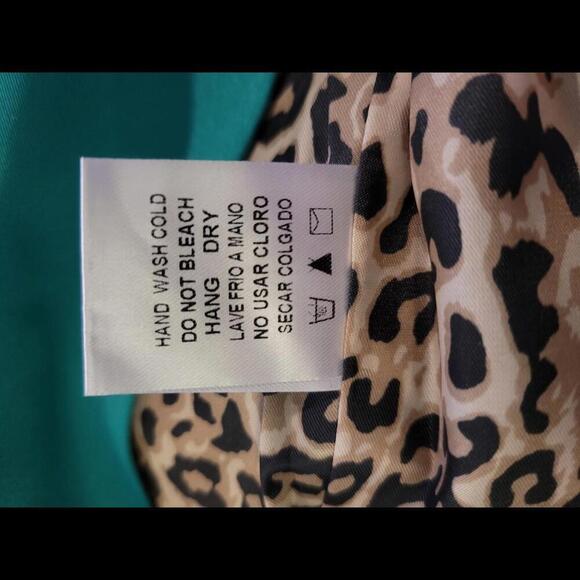 HAND WASH COLD
DO NOT BLEACH
HANG DRY
LAVE FRIO A MANO
NO USAR CLORO
SECAR COLGADO